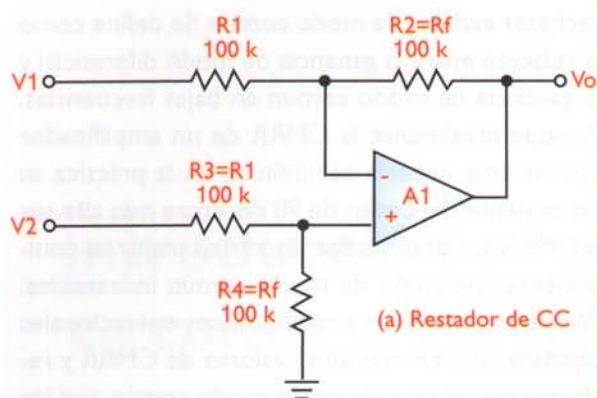 R1
100 k
R2=Rf
100 k
V1
Vo
R3=R1
100 k
A1
+
V2
R4=Rf
100 k
(a) Restador de CC